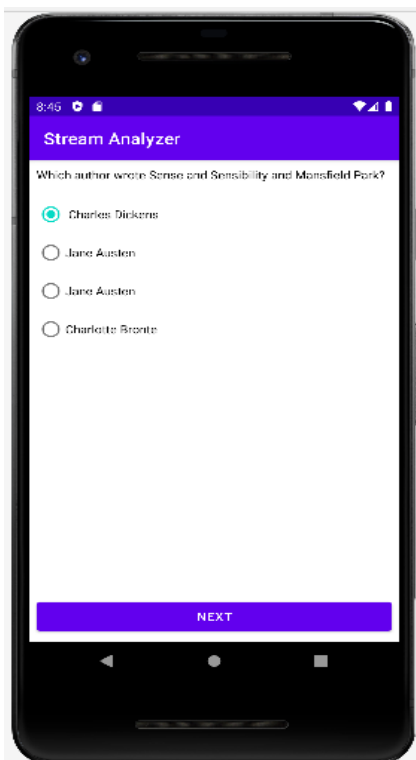 8:45
Stream Analyzer
Which author wrote Sense and Sensibility and Mansfield Park?
Charles Dickens
Jane Austen
Jane Austen
Charlotte Bronte
NEXT